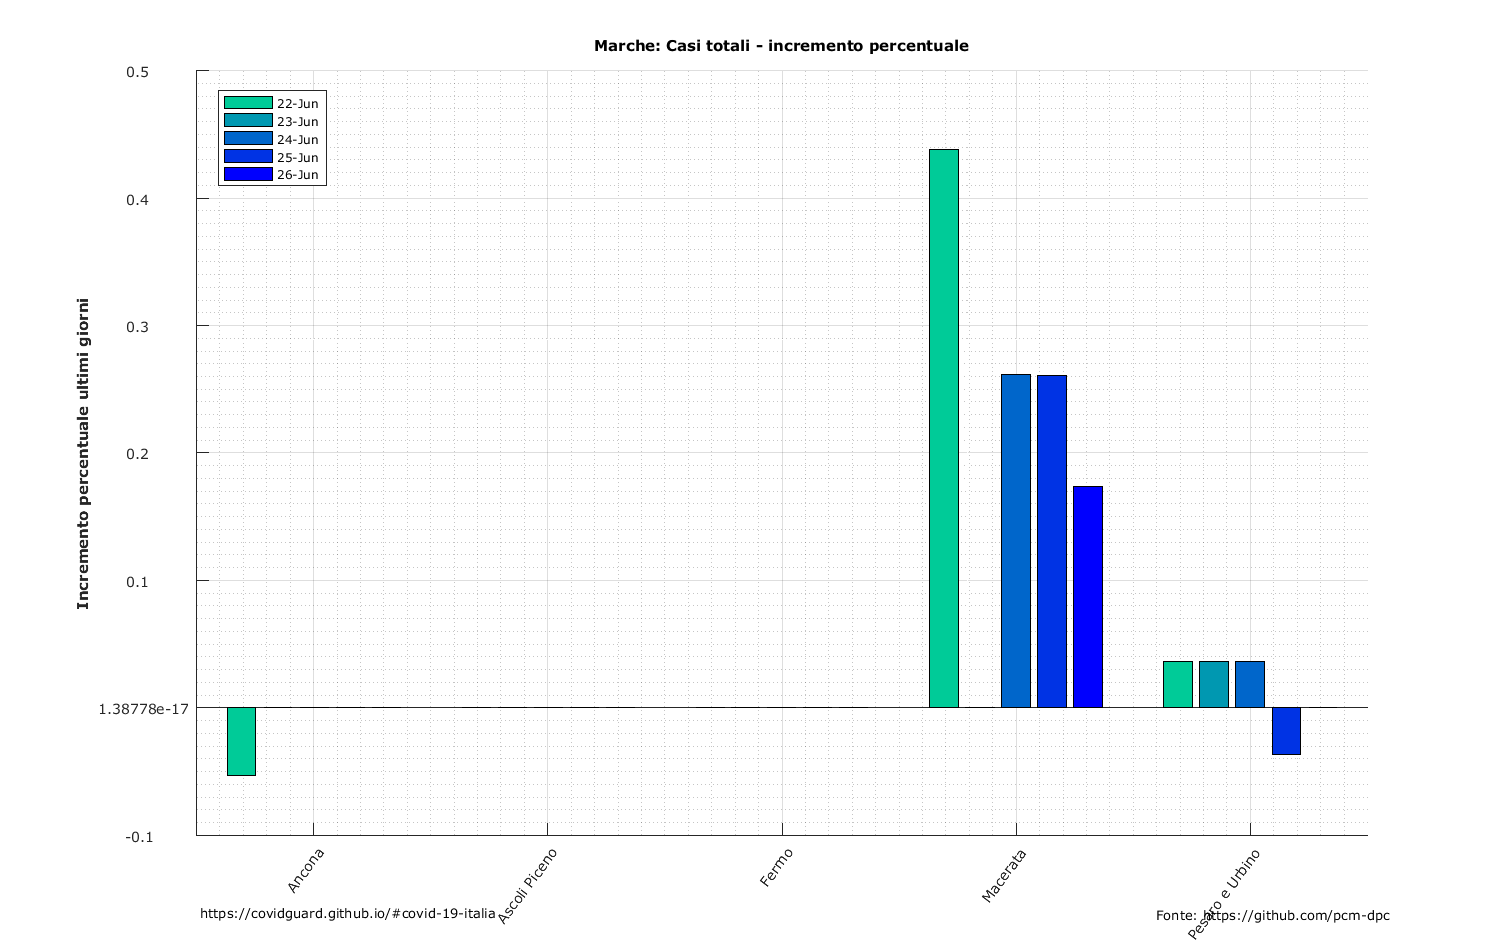 Marche: Casi totali - incremento percentuale
Incremento percentuale ultimi giorni
0.5
0.4
0.3
0.2
0.1
1.38778e-17
-0.1
22-Jun
23-Jun
24-Jun
25-Jun
26-Jun
Ancona
Ascoli Piceno
Fermo
Macerata
Pesaro e Urbino
https://covidguard.github.io/#covid-19-italia
Fonte: https://github.com/pcm-dpc